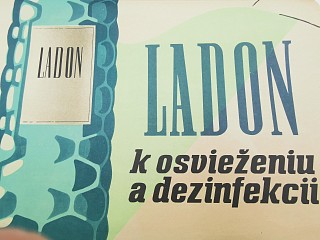 LADON
LADON
k osvieženiu
a dezinfekcii